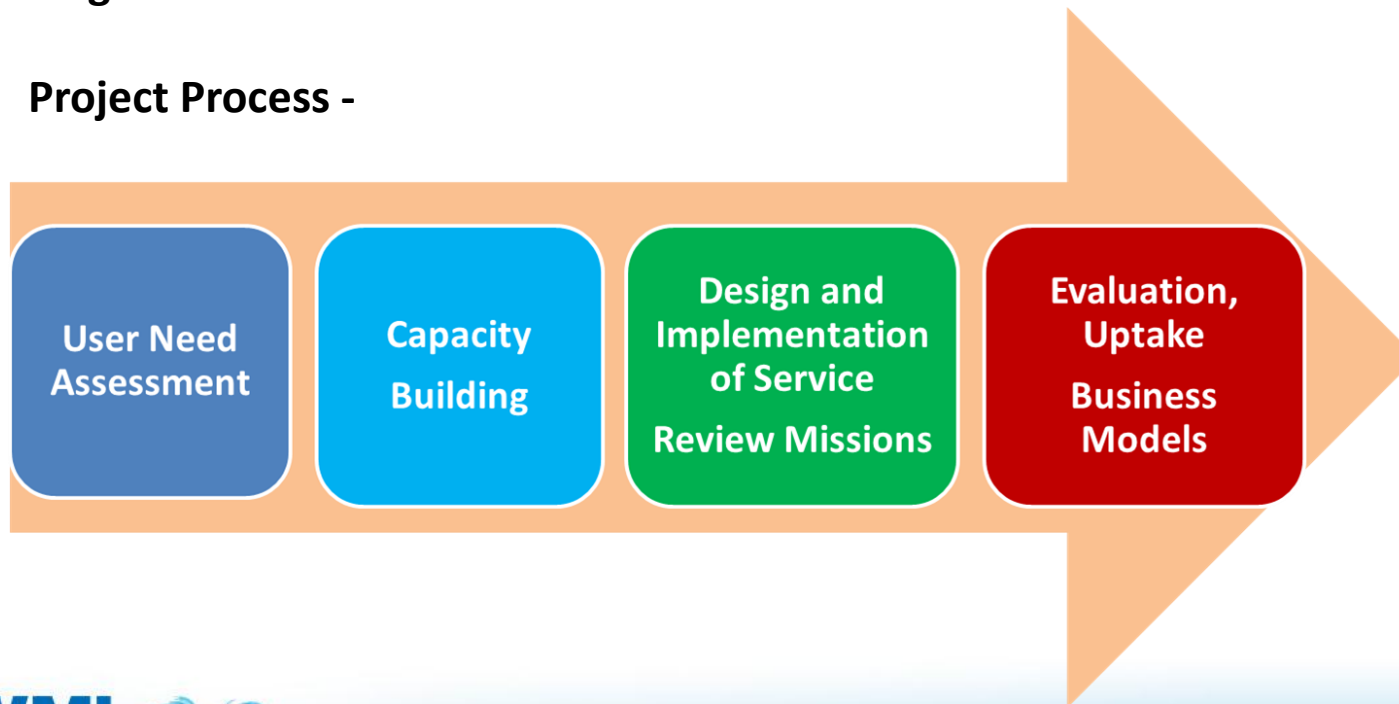 Project Process -
User Need
Assessment
Capacity
Building
Design and
Implementation
of Service
Review Missions
Evaluation,
Uptake
Business
Models